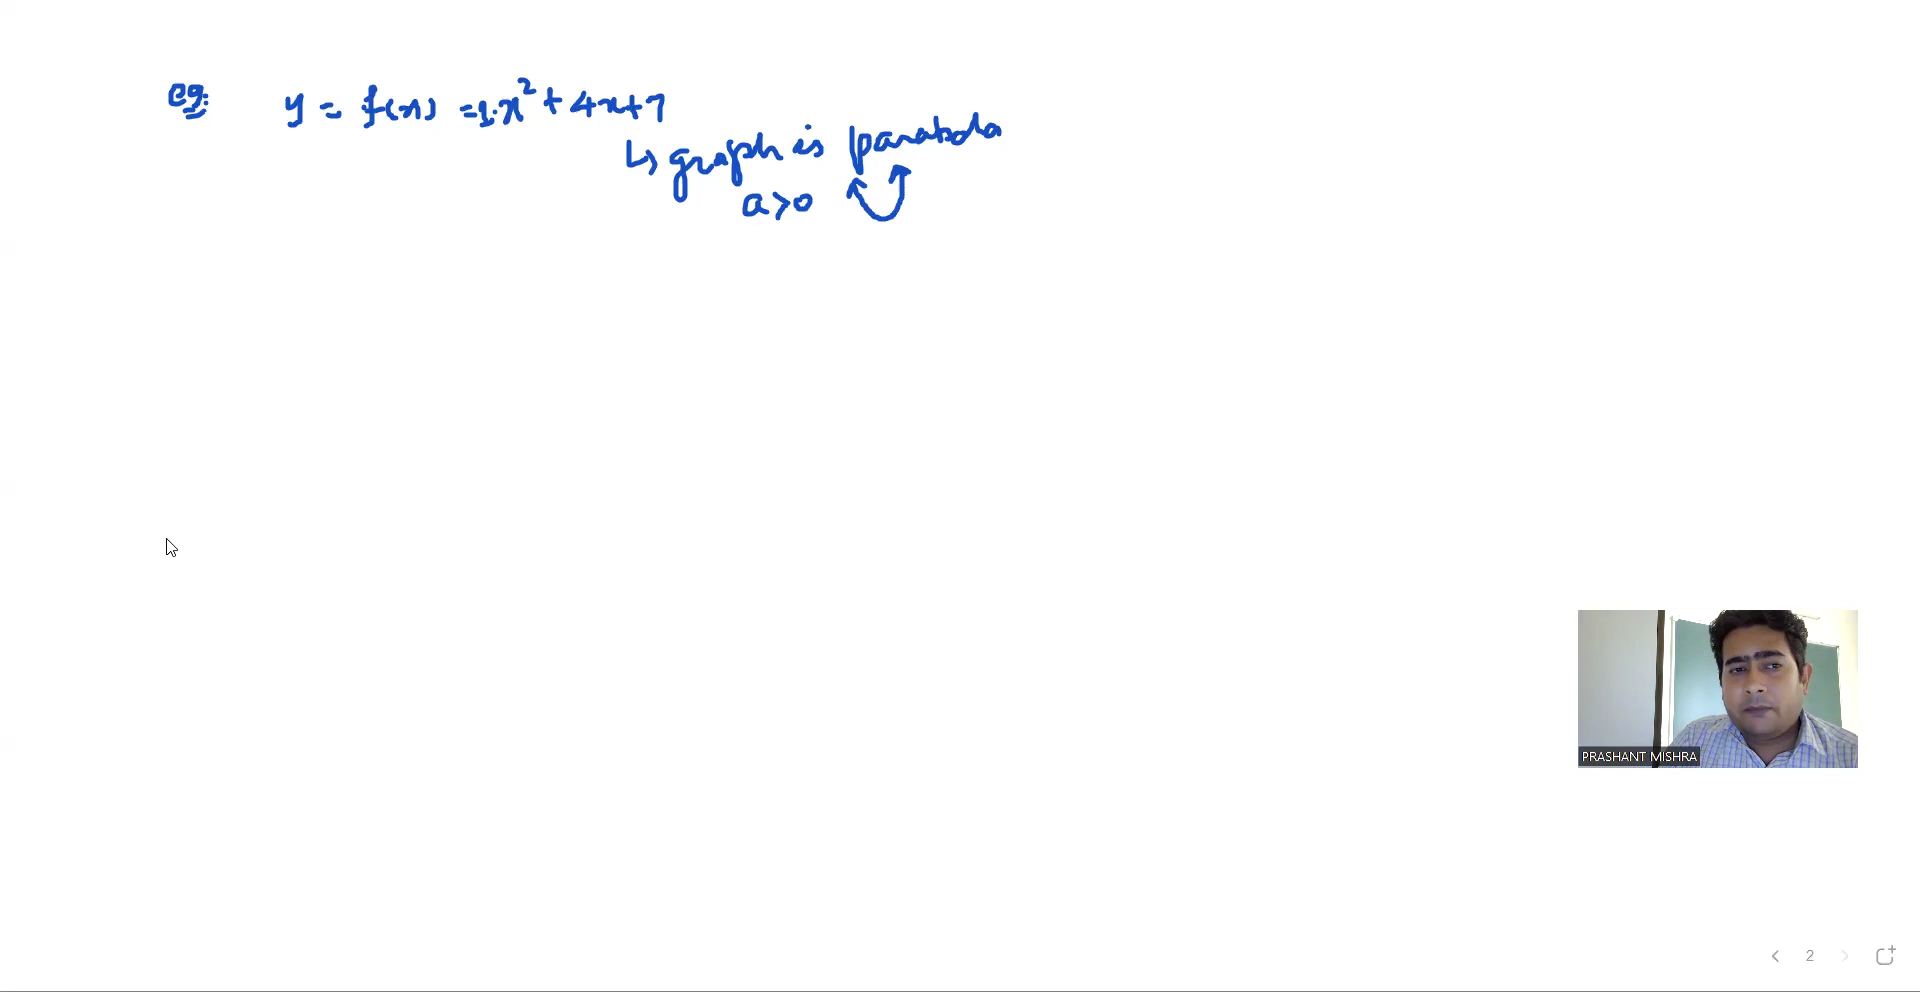 eg: y = f(x) = 1·x² + 4x+7
↳ graph is parabola
a>0
PRASHANT MISHRA
2